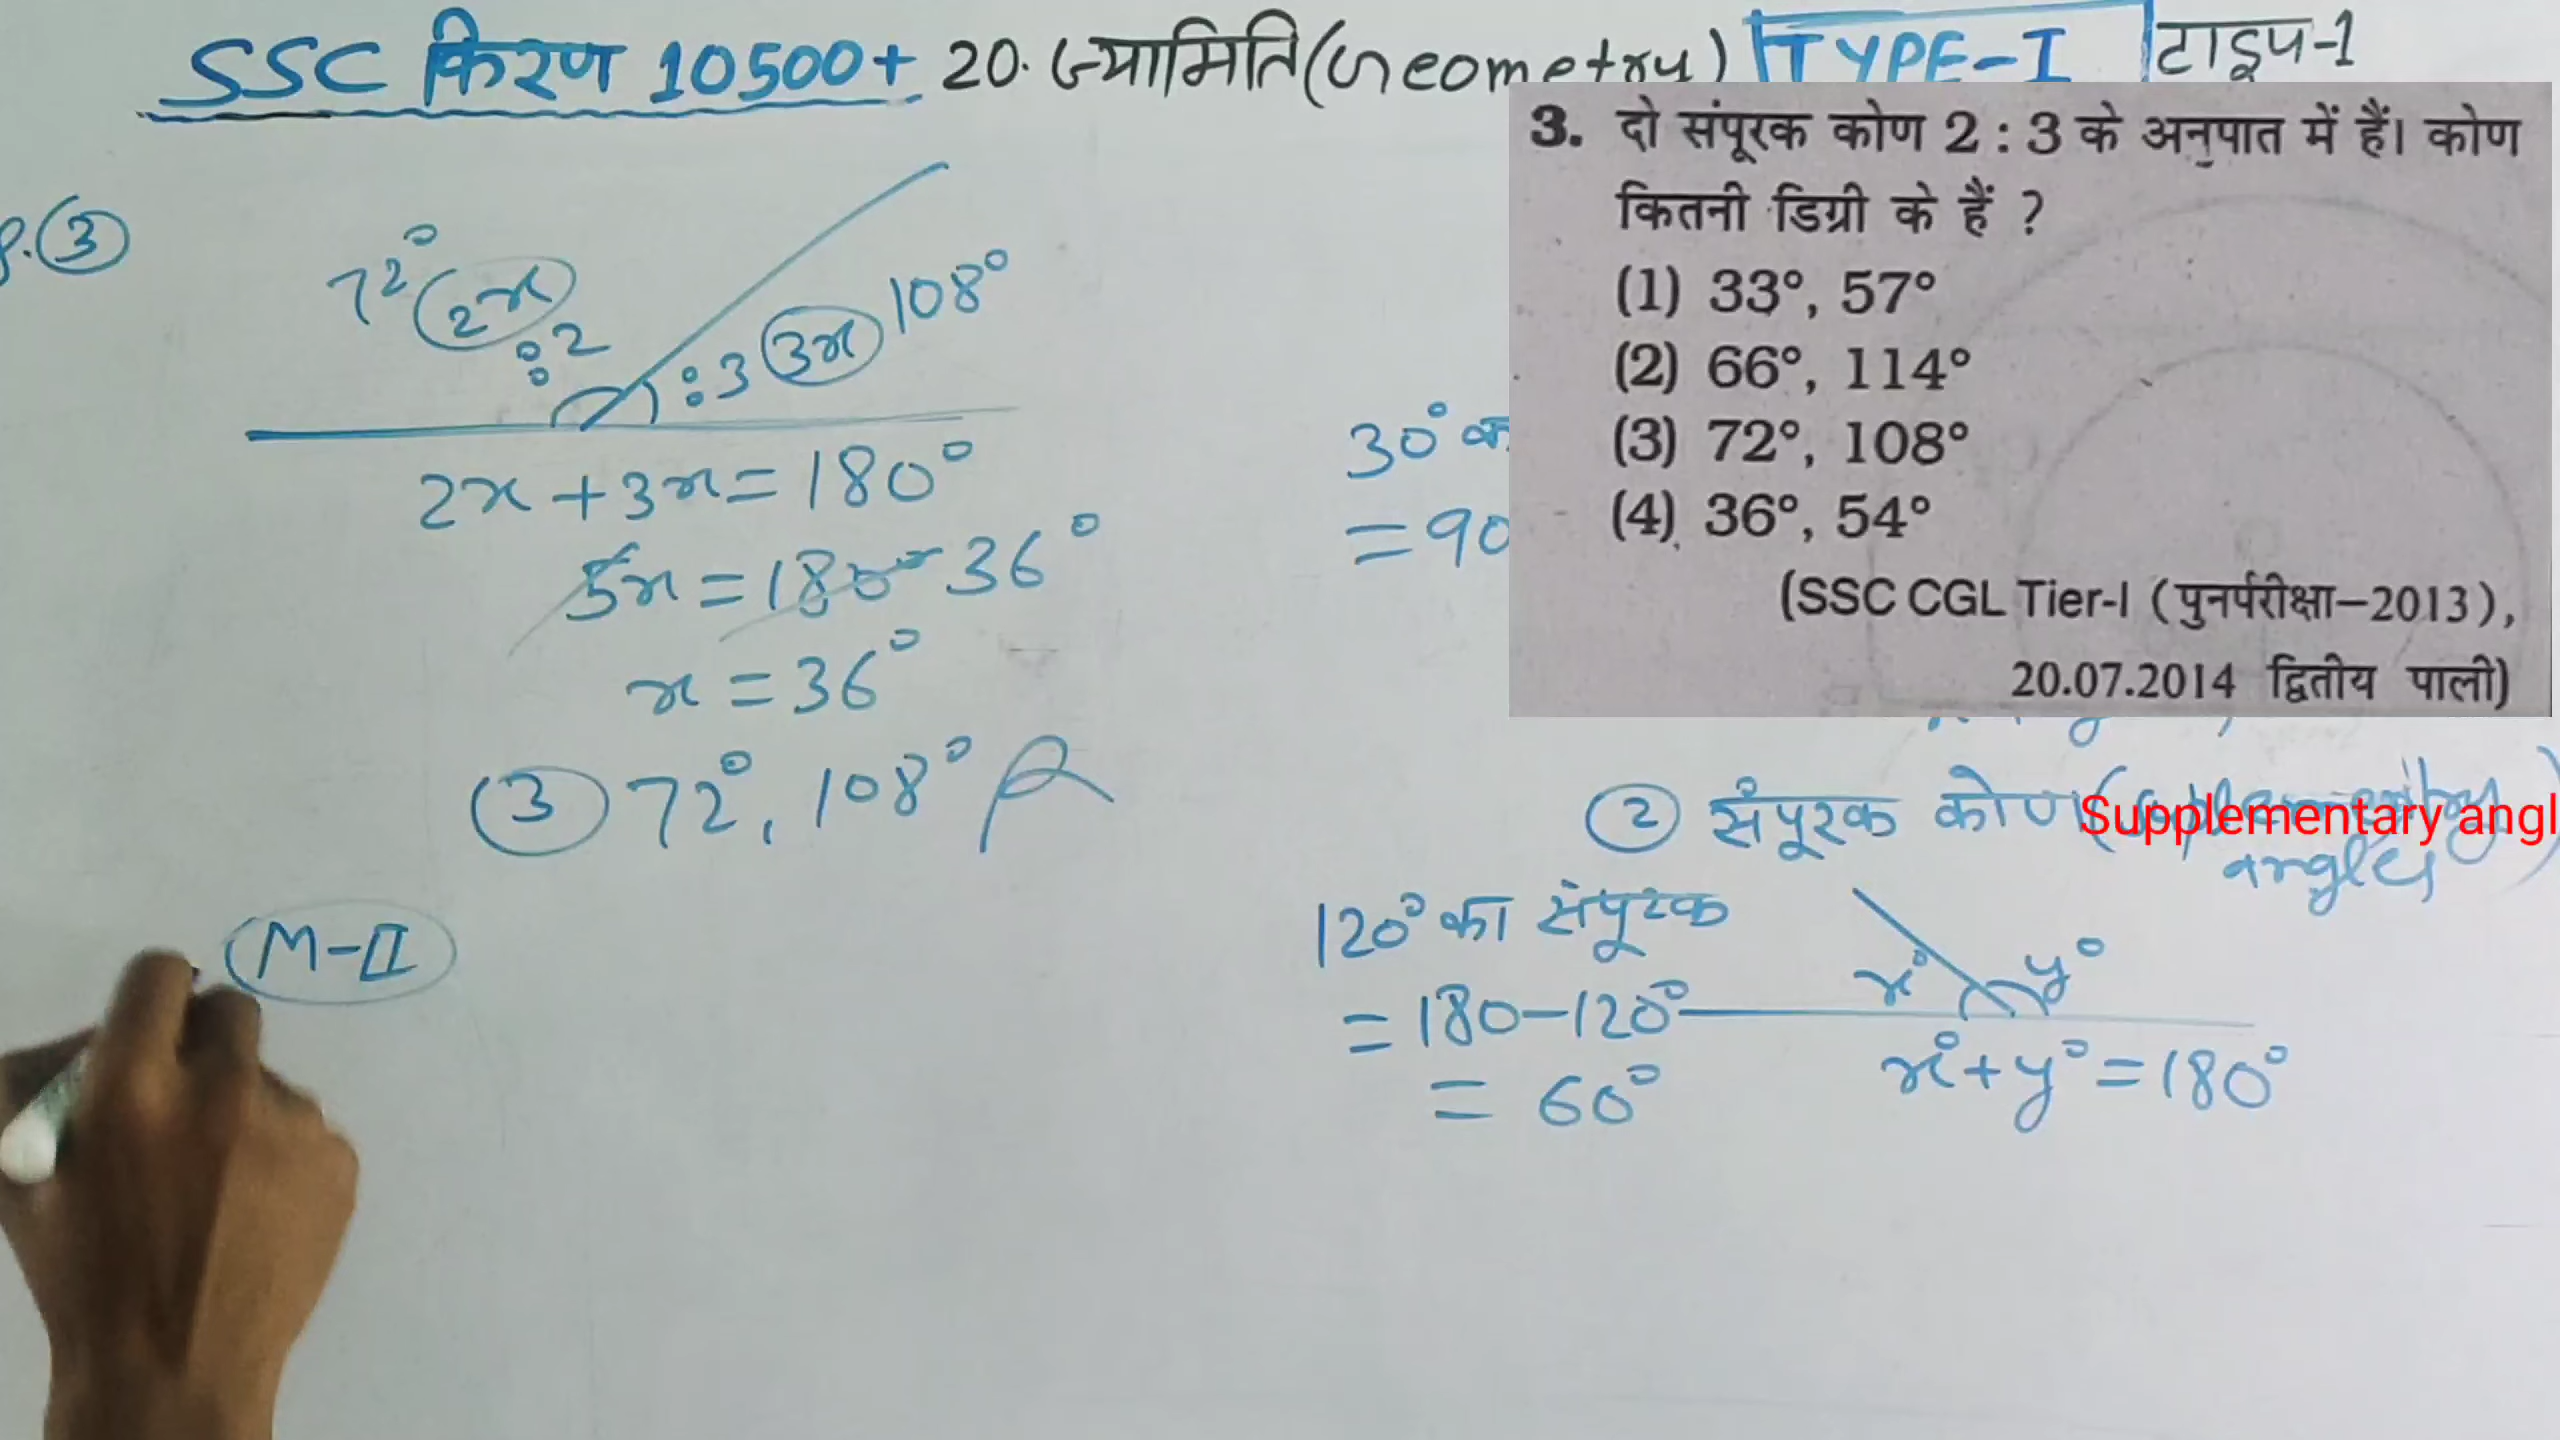 SSC किरण 10500+ 20. ज्यामिति (Geometry) TYPE-I टाइप-1
3. दो संपूरक कोण 2 : 3 के अनुपात में हैं। कोण
कितनी डिग्री के हैं ?
(1) 33°, 57°
(2) 66°, 114°
(3) 72°, 108°
(4) 36°, 54°
(SSC CGL Tier-I (पुनर्परीक्षा–2013),
20.07.2014 द्वितीय पाली)
8. 3
72° 2x : 2 : 3 3x 108°
2x + 3x = 180°
5x = 180° 36°
x = 36°
(3) 72°, 108°
M-II
30° का
= 90
② संपूरक कोण (Supplementary angl
angles)
120° का संपूरक
= 180-120°
= 60°
x° y°
x°+y°=180°